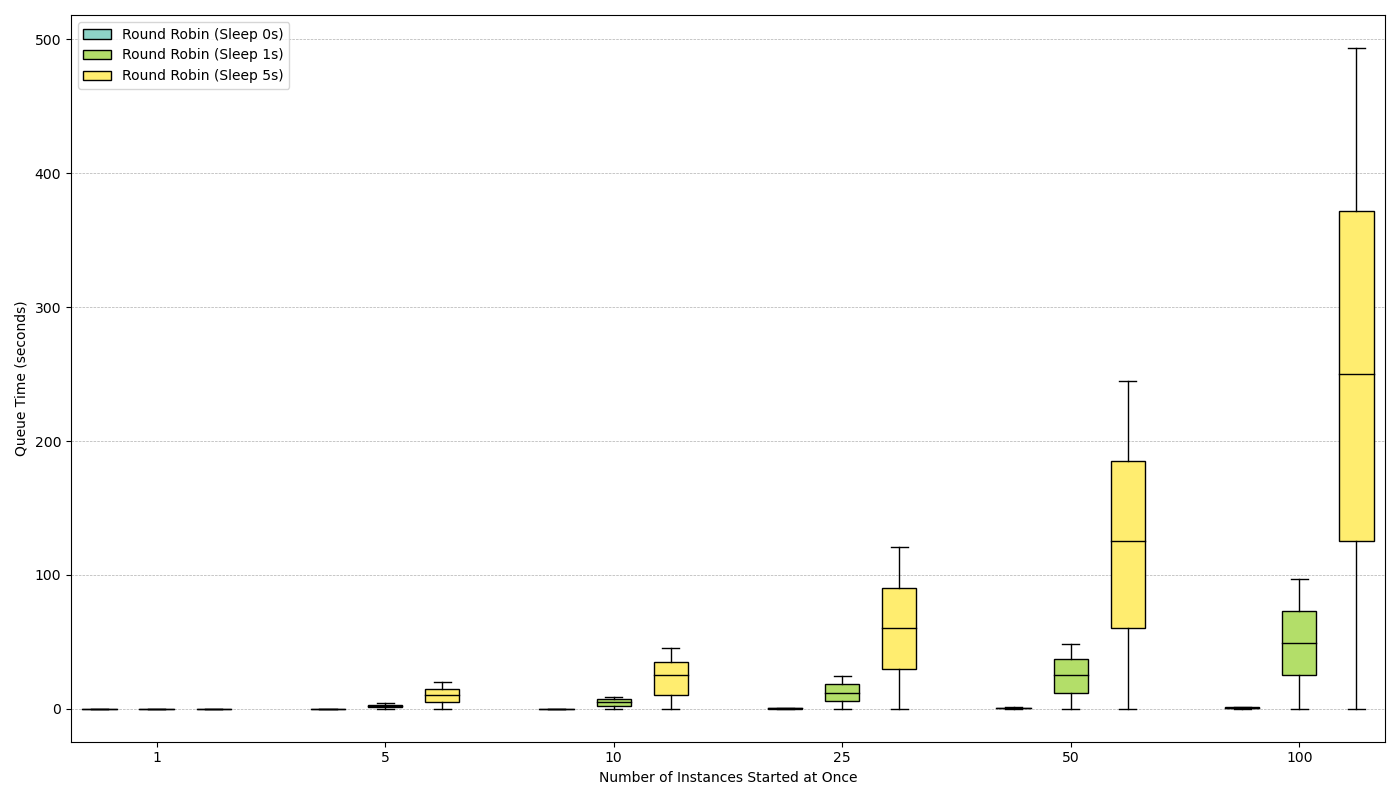 Round Robin (Sleep 0s)
Round Robin (Sleep 1s)
Round Robin (Sleep 5s)
Queue Time (seconds)
500
400
300
200
100
0
1 5 10 25 50 100
Number of Instances Started at Once